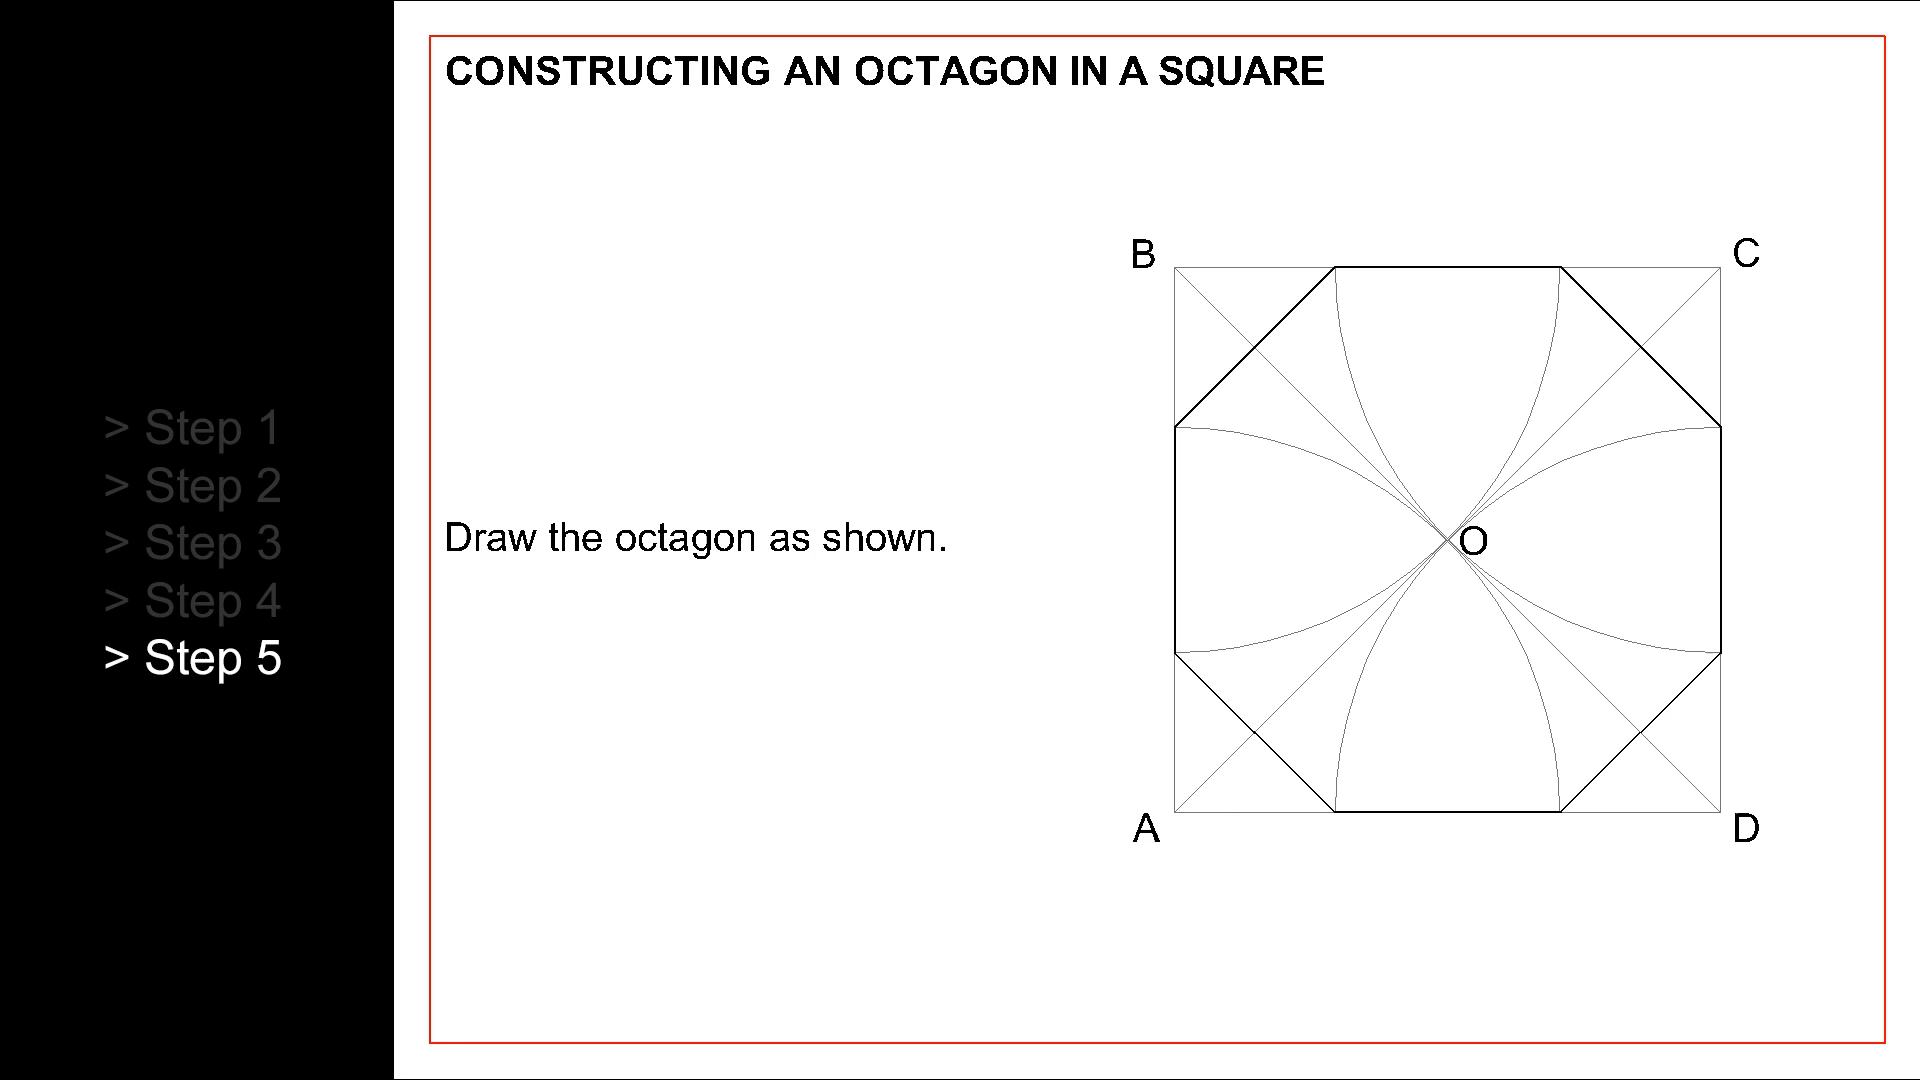 CONSTRUCTING AN OCTAGON IN A SQUARE
> Step 1
> Step 2
> Step 3
> Step 4
> Step 5
Draw the octagon as shown.
B
C
O
A
D